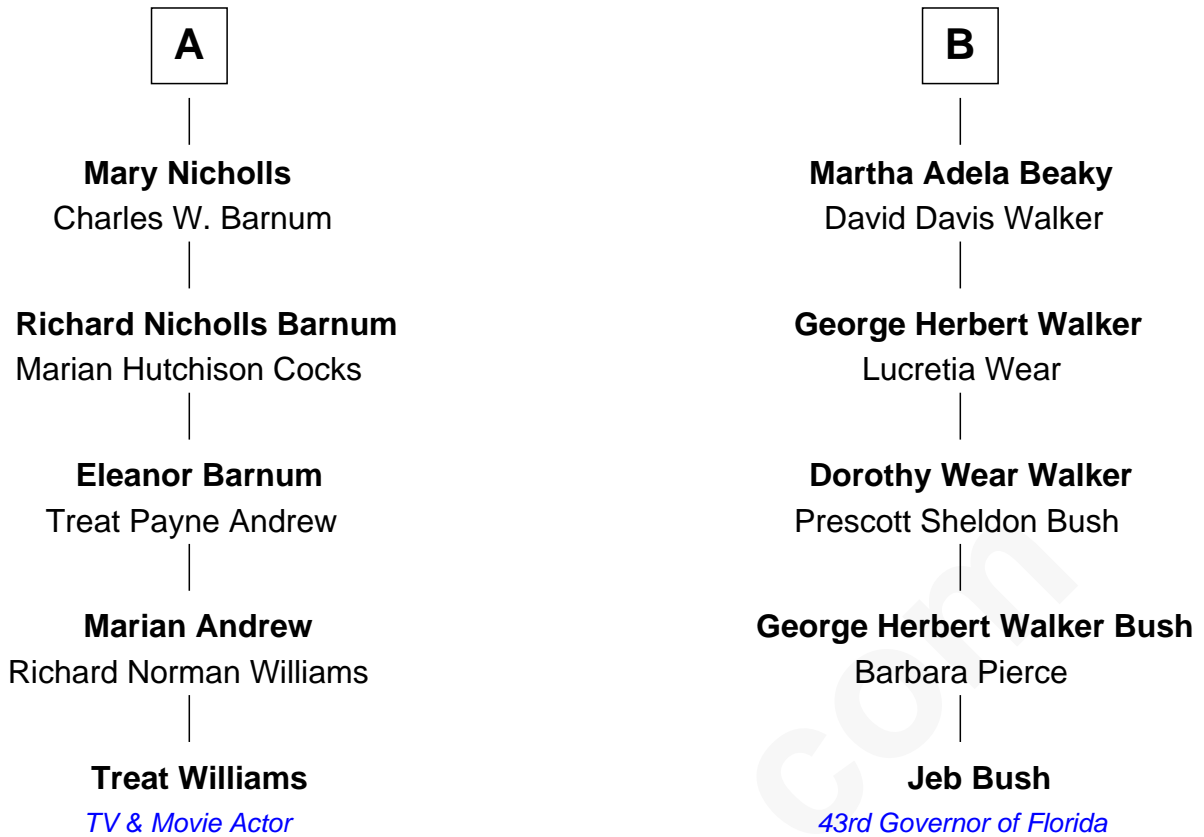 A
Mary Nicholls
Charles W. Barnum
Richard Nicholls Barnum
Marian Hutchison Cocks
Eleanor Barnum
Treat Payne Andrew
Marian Andrew
Richard Norman Williams
Treat Williams
TV & Movie Actor
B
Martha Adela Beaky
David Davis Walker
George Herbert Walker
Lucretia Wear
Dorothy Wear Walker
Prescott Sheldon Bush
George Herbert Walker Bush
Barbara Pierce
Jeb Bush
43rd Governor of Florida
com